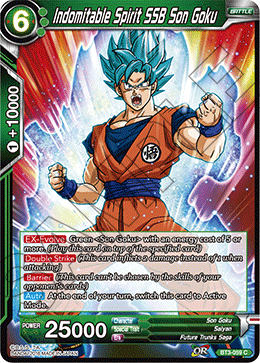 6
Indomitable Spirit SSB Son Goku
BATTLE
+10000
EX-Evolve Green <Son Goku> with an energy cost of 5 or more. (Play this card on top of the specified card)
Double Strike (This card inflicts 2 damage instead of 1 when attacking)
Barrier (This card can't be chosen by the skills of your opponent's cards)
Auto At the end of your turn, switch this card to Active Mode.
POWER
25000
Character
Son Goku
Special Trait
Saiyan
Era
Future Trunks Saga
BT3-059 C